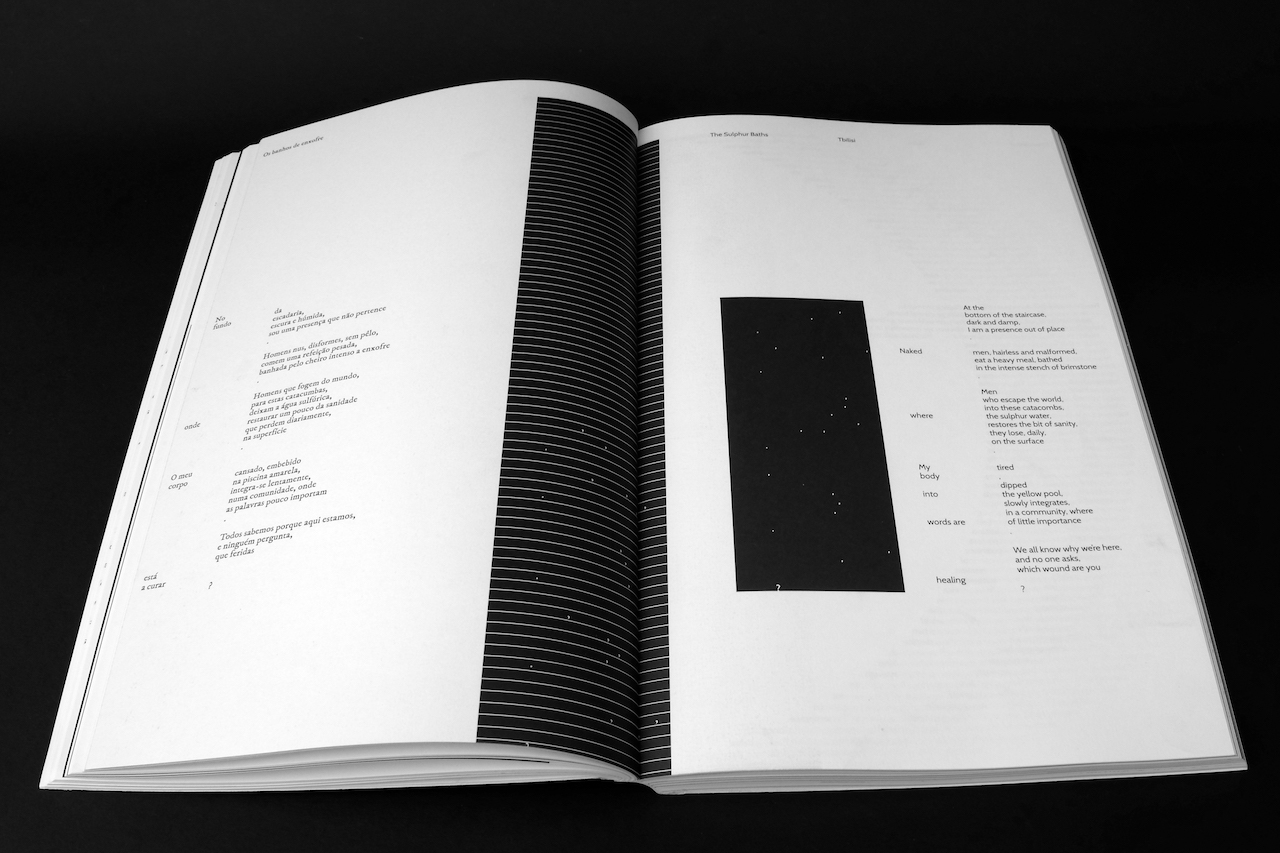 Os banhos de enxofre
No
fundo
da
escadaria,
escura e húmida,
sou uma presença que não pertence
.
Homens nus, disformes, sem pêlo,
comem uma refeição pesada,
banhada pelo cheiro intenso a enxofre
.
Homens que fogem do mundo,
para estas catacumbas,
deixam a água sulfúrica,
restaurar um pouco da sanidade
onde
que perdem diariamente,
na superfície
.
O meu
corpo
cansado, embebido
na piscina amarela,
integra-se lentamente,
numa comunidade, onde
as palavras pouco importam
.
Todos sabemos porque aqui estamos,
e ninguém pergunta,
que feridas
está
a curar
?
The Sulphur Baths
Tbilisi
?
At the
bottom of the staircase,
dark and damp,
I am a presence out of place
Naked
men, hairless and malformed,
eat a heavy meal, bathed
in the intense stench of brimstone
Men
who escape the world,
into these catacombs,
where
the sulphur water,
restores the bit of sanity,
they lose, daily,
on the surface
My
body
tired
.
dipped
into
the yellow pool,
slowly integrates,
in a community, where
words are
of little importance
.
We all know why we're here,
and no one asks,
which wound are you
healing
?